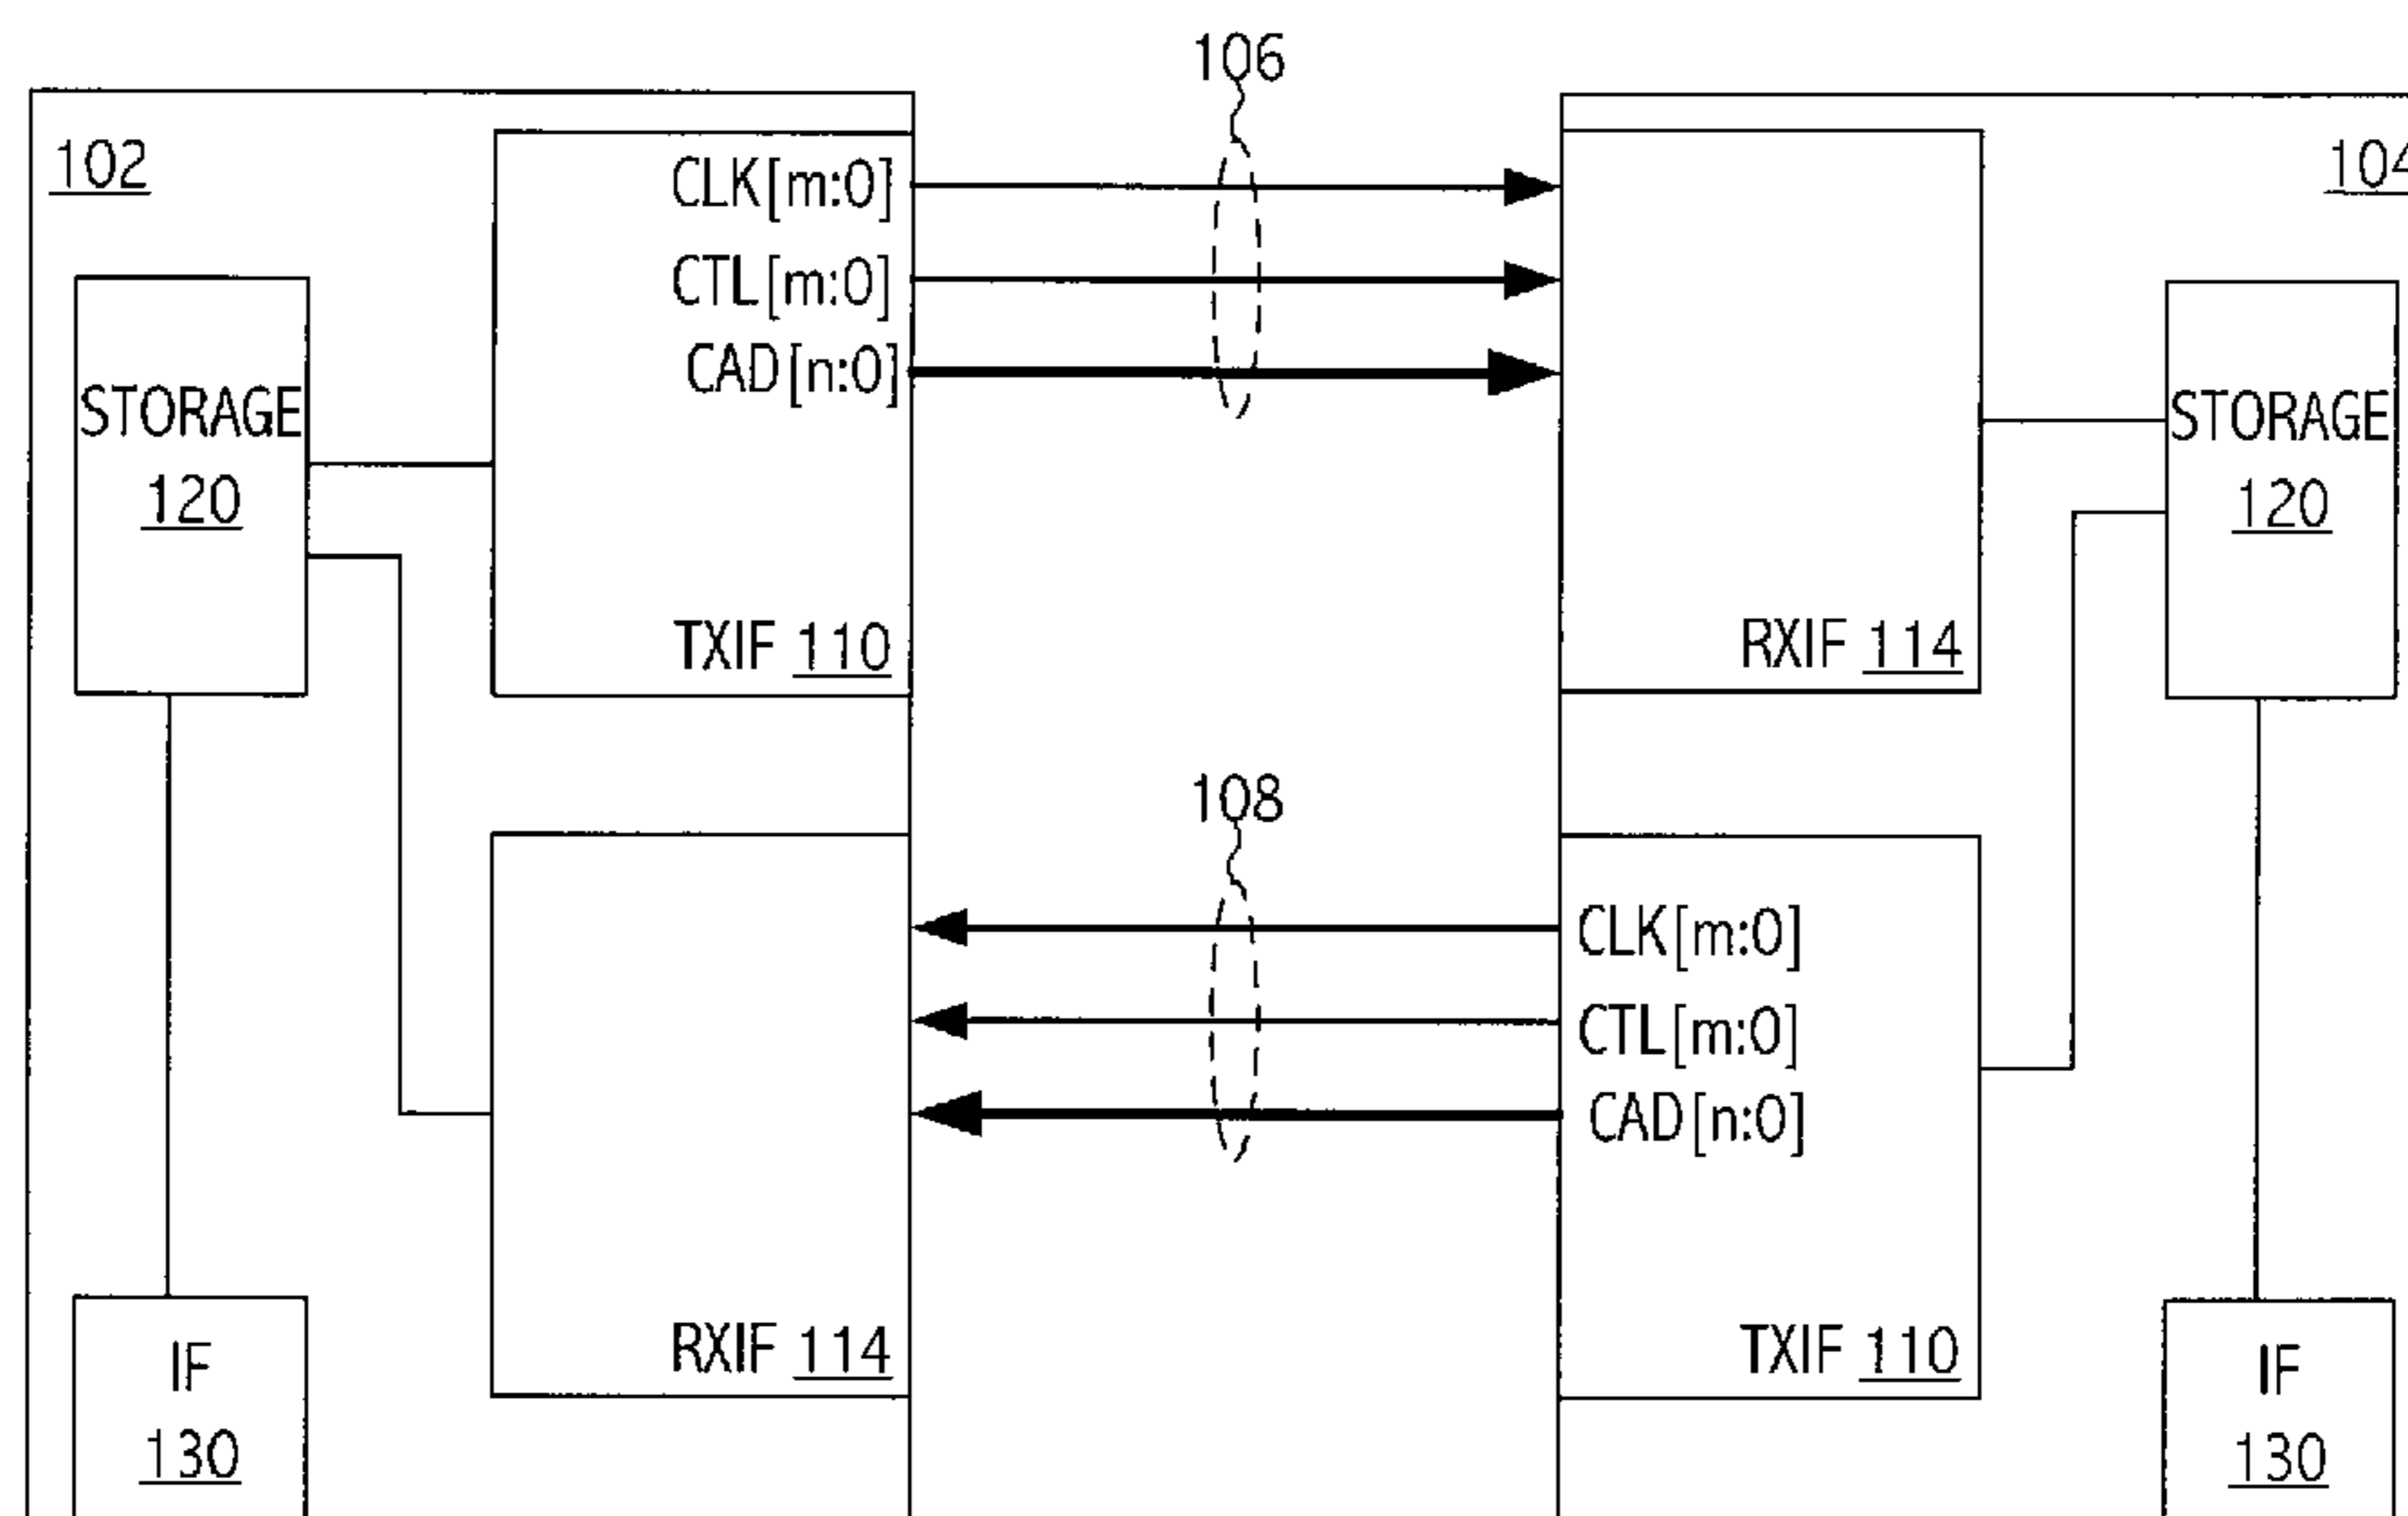 106
102
104
CLK[m:0]
CTL[m:0]
CAD[n:0]
STORAGE
120
STORAGE
120
TXIF 110
RXIF 114
108
CLK[m:0]
CTL[m:0]
CAD[n:0]
RXIF 114
TXIF 110
IF
130
IF
130